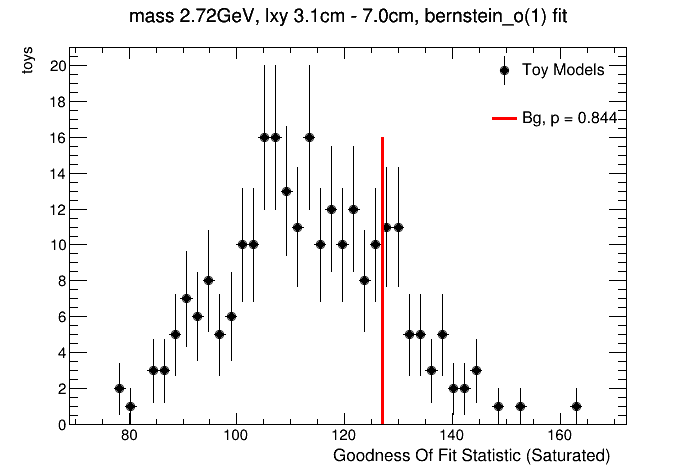 mass 2.72GeV, lxy 3.1cm - 7.0cm, bernstein_o(1) fit
toys
20
18
16
14
12
10
8
6
4
2
0
Toy Models
Bg, p = 0.844
80 100 120 140 160
Goodness Of Fit Statistic (Saturated)